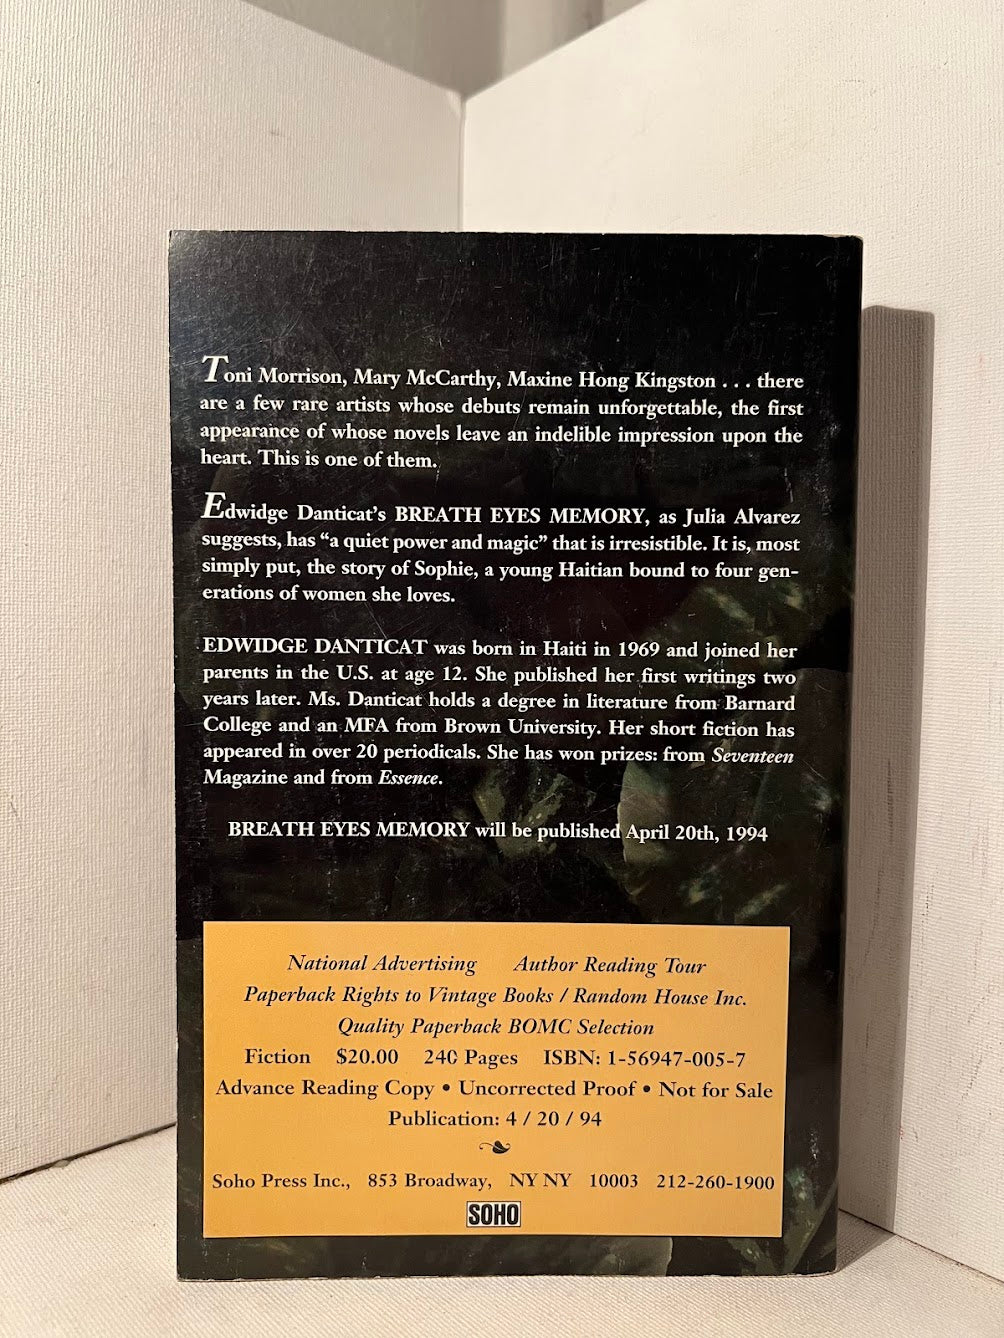 Toni Morrison, Mary McCarthy, Maxine Hong Kingston . . . there
are a few rare artists whose debuts remain unforgettable, the first
appearance of whose novels leave an indelible impression upon the
heart. This is one of them.
Edwidge Danticat's BREATH EYES MEMORY, as Julia Alvarez
suggests, has “a quiet power and magic” that is irresistible. It is, most
simply put, the story of Sophie, a young Haitian bound to four gen-
erations of women she loves.
EDWIDGE DANTICAT was born in Haiti in 1969 and joined her
parents in the U.S. at age 12. She published her first writings two
years later. Ms. Danticat holds a degree in literature from Barnard
College and an MFA from Brown University. Her short fiction has
appeared in over 20 periodicals. She has won prizes: from Seventeen
Magazine and from Essence.
BREATH EYES MEMORY will be published April 20th, 1994
National Advertising Author Reading Tour
Paperback Rights to Vintage Books / Random House Inc.
Quality Paperback BOMC Selection
Fiction $20.00 240 Pages ISBN: 1-56947-005-7
Advance Reading Copy • Uncorrected Proof • Not for Sale
Publication: 4 / 20 / 94
Soho Press Inc., 853 Broadway, NY NY 10003 212-260-1900
SOHO